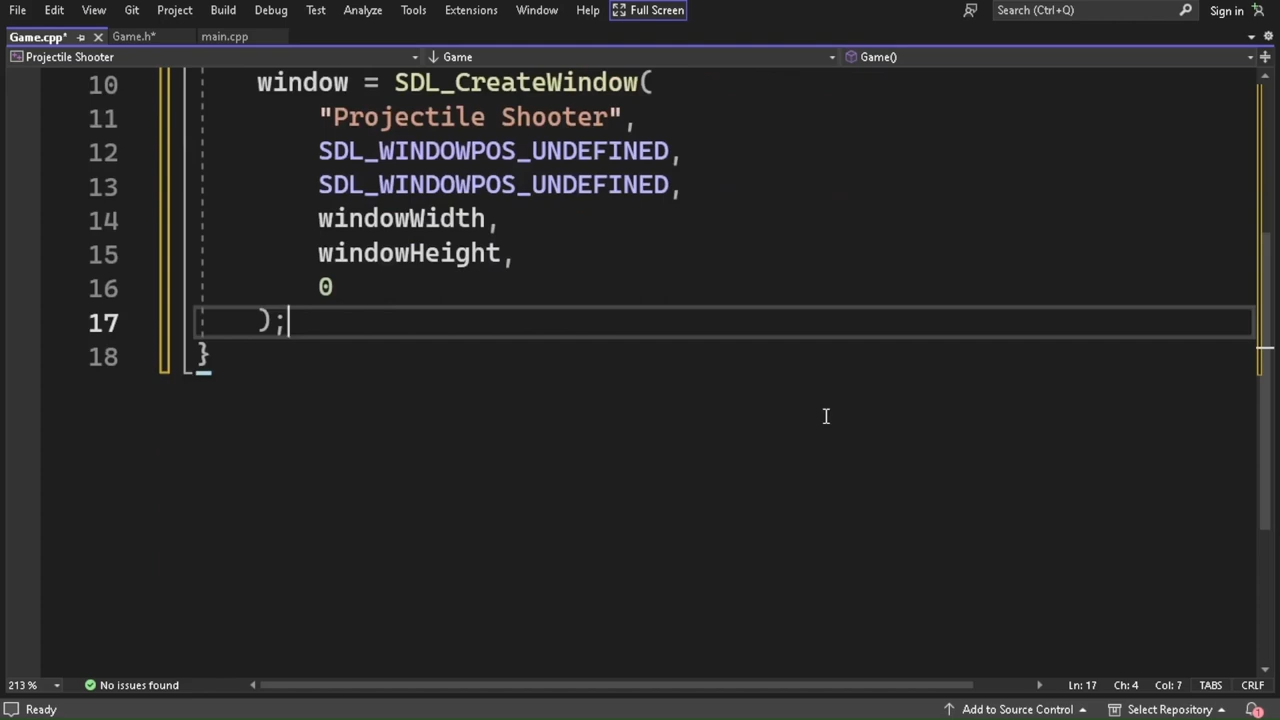 File Edit View Git Project Build Debug Test Analyze Tools Extensions Window Help Full Screen Search (Ctrl+Q) Sign in
Game.cpp* Game.h* main.cpp
Projectile Shooter Game Game()
10 window = SDL_CreateWindow(
11 "Projectile Shooter",
12 SDL_WINDOWPOS_UNDEFINED,
13 SDL_WINDOWPOS_UNDEFINED,
14 windowWidth,
15 windowHeight,
16 0
17 );
18 }
213 % No issues found Ln: 17 Ch: 4 Col: 7 TABS CRLF
Ready Add to Source Control Select Repository 1